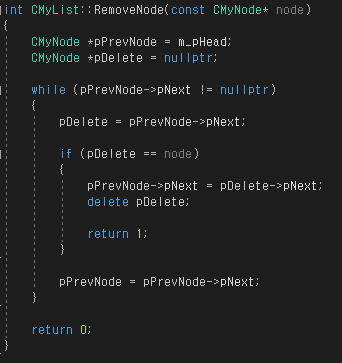 int CMyList::RemoveNode(const CMyNode* node)
{
    CMyNode *pPrevNode = m_pHead;
    CMyNode *pDelete = nullptr;

    while (pPrevNode->pNext != nullptr)
    {
        pDelete = pPrevNode->pNext;

        if (pDelete == node)
        {
            pPrevNode->pNext = pDelete->pNext;
            delete pDelete;

            return 1;
        }

        pPrevNode = pPrevNode->pNext;
    }

    return 0;
}